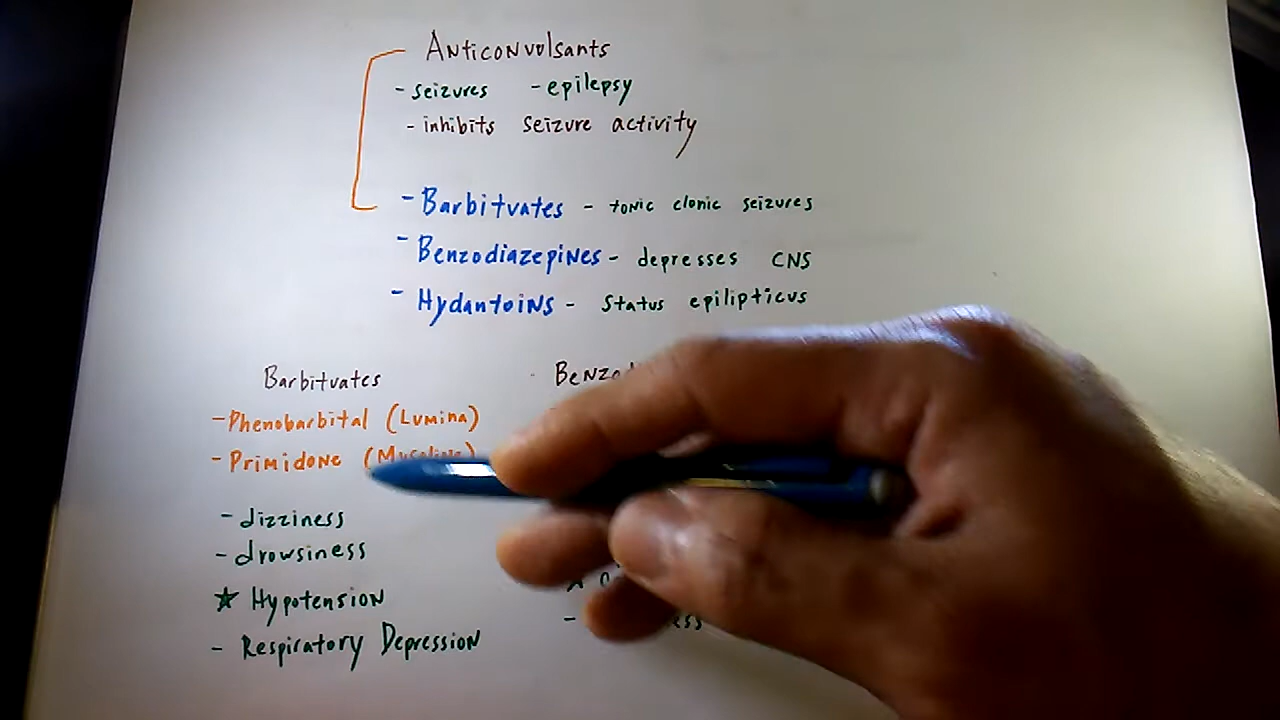 Anticonvulsants
- seizures - epilepsy
- inhibits seizure activity
- Barbituates - tonic clonic seizures
- Benzodiazepines - depresses CNS
- Hydantoins - Status epilipticus
Barbituates
- Phenobarbital (Lumina)
- Primidone (Mysoline)
- dizziness
- drowsiness
★ Hypotension
- Respiratory Depression